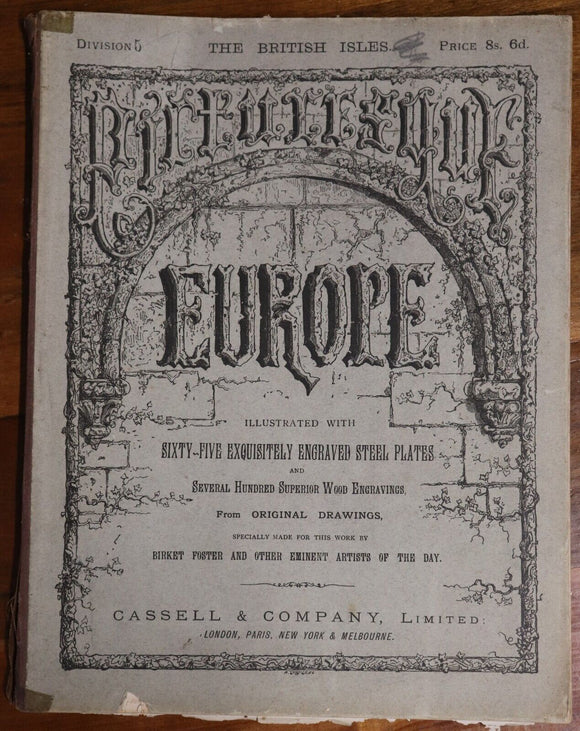 Division 5 THE BRITISH ISLES. Price 8s. 6d.
Picturesque
EUROPE.
ILLUSTRATED WITH
SIXTY-FIVE EXQUISITELY ENGRAVED STEEL PLATES
AND
Several Hundred Superior Wood Engravings,
From ORIGINAL DRAWINGS,
SPECIALLY MADE FOR THIS WORK BY
BIRKET FOSTER AND OTHER EMINENT ARTISTS OF THE DAY.
CASSELL & COMPANY, Limited:
LONDON, PARIS, NEW YORK & MELBOURNE.